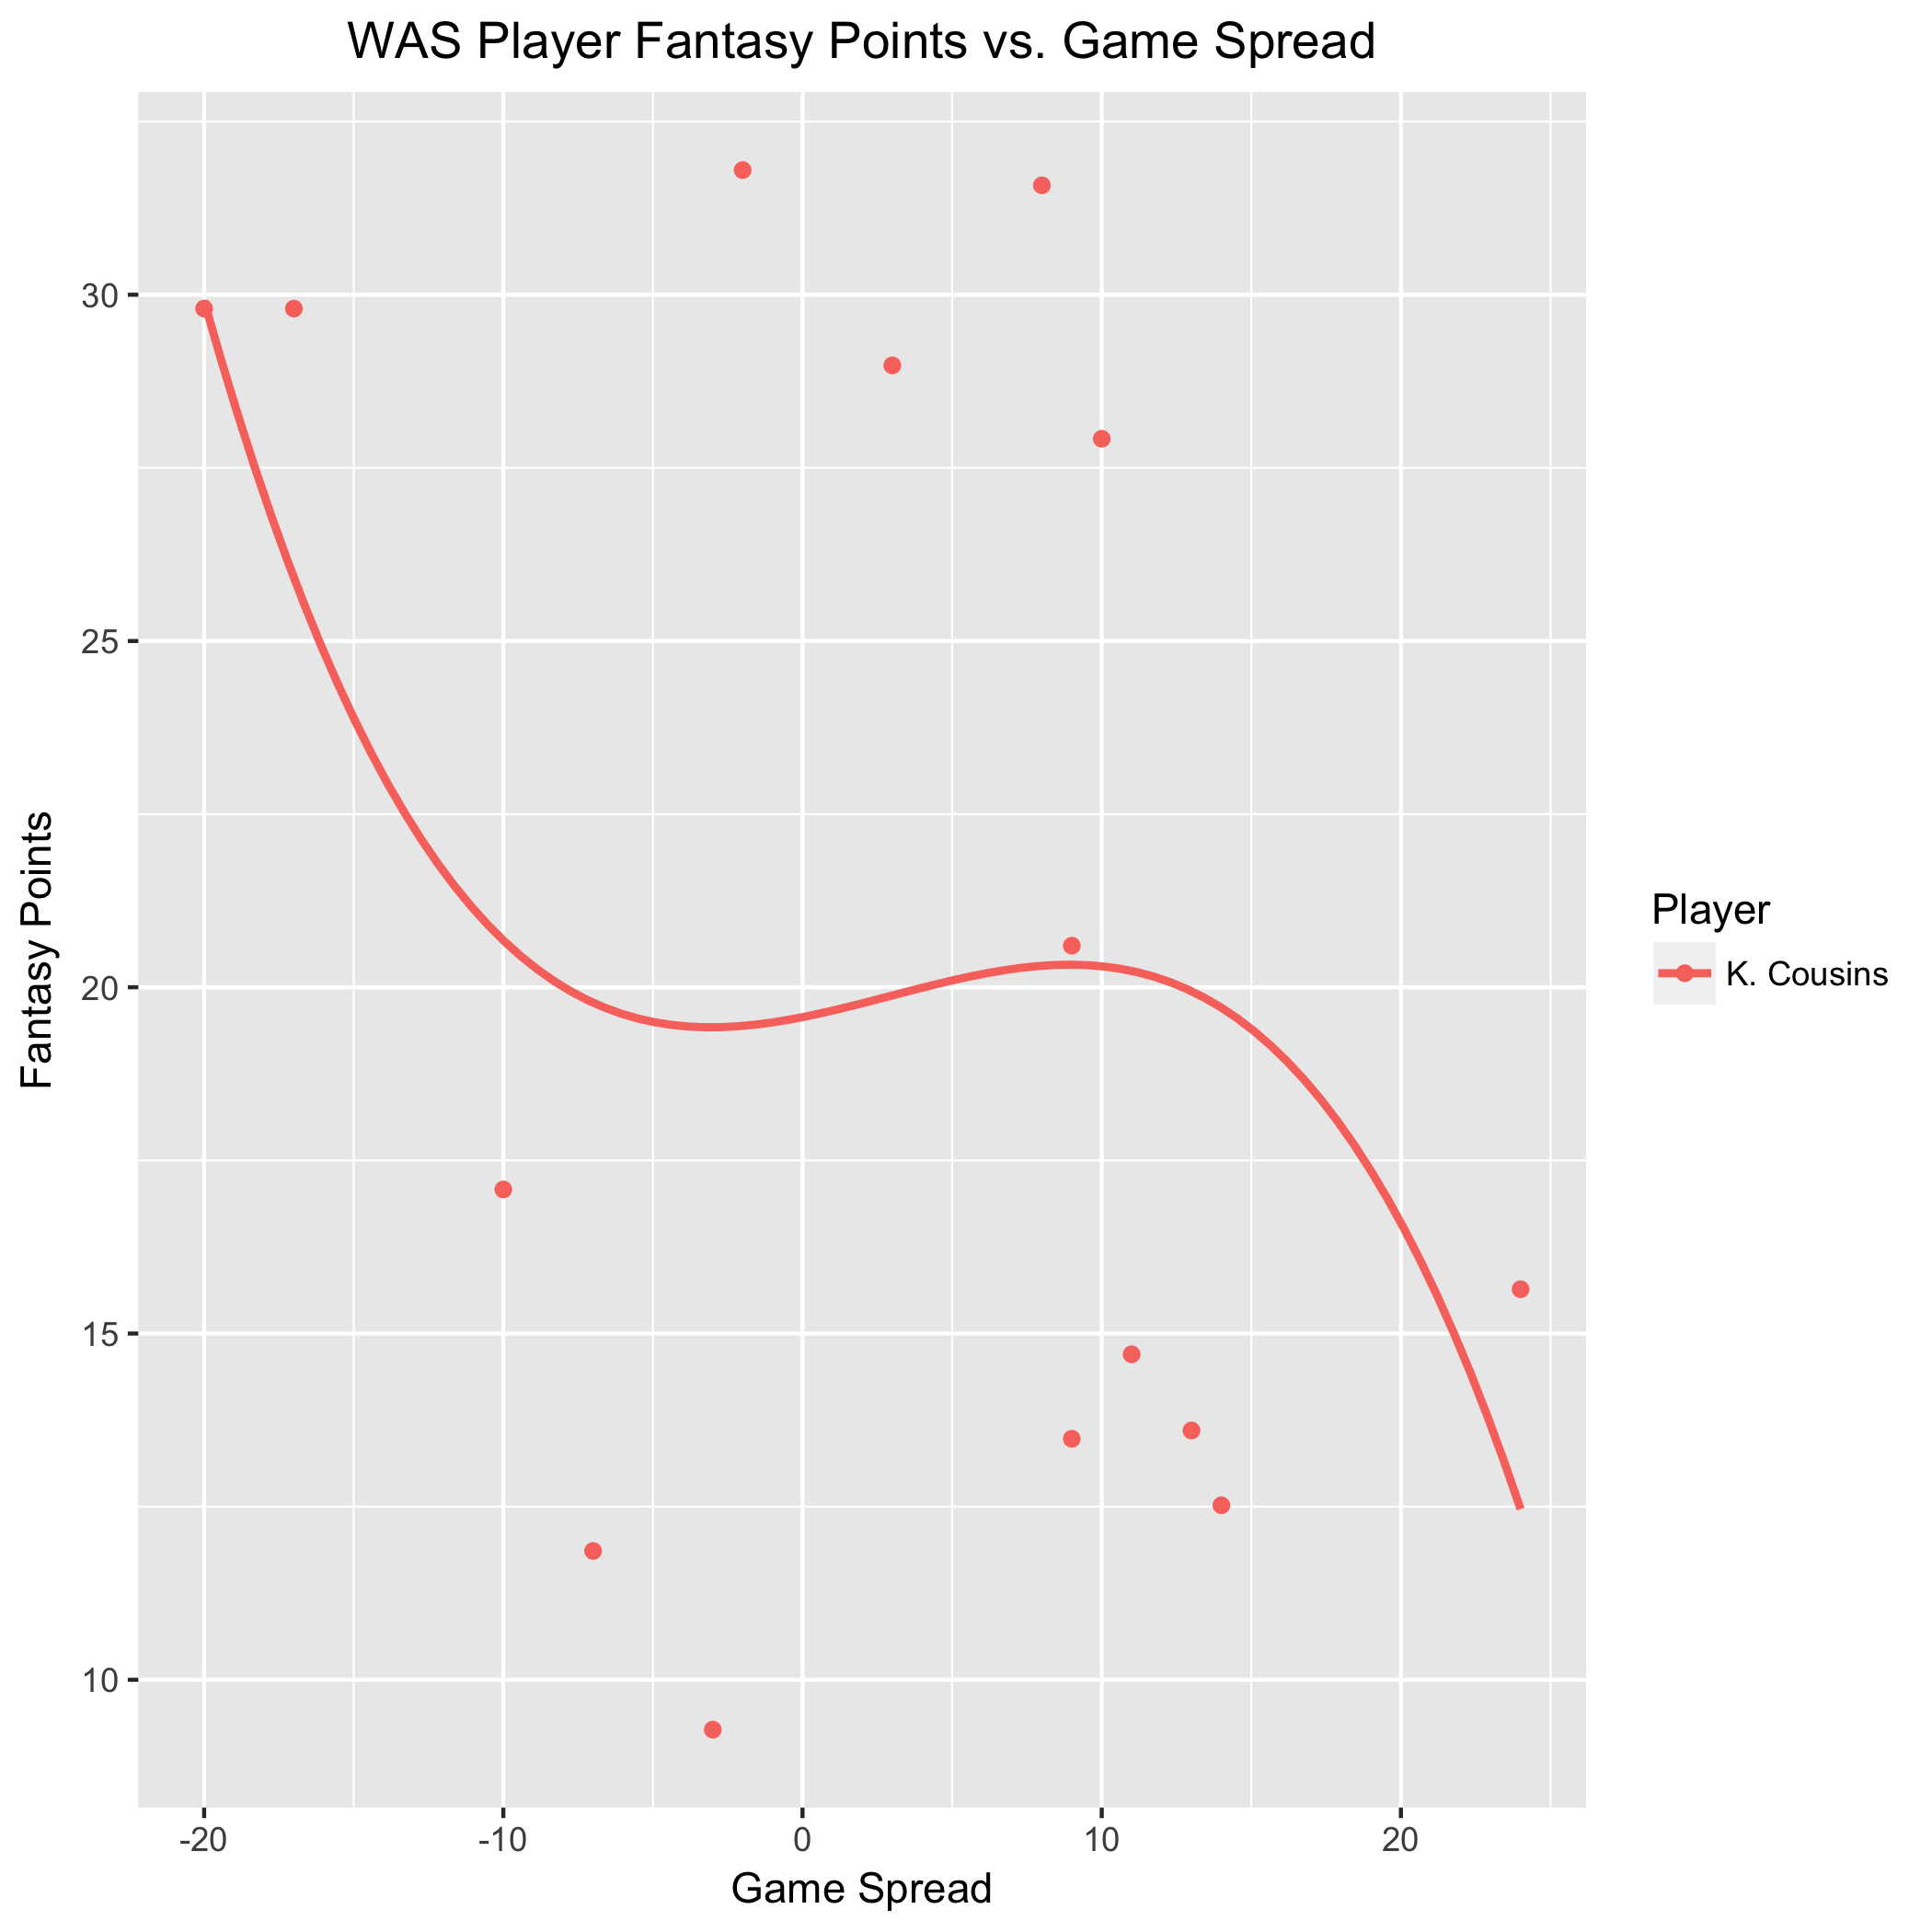 WAS Player Fantasy Points vs. Game Spread
30
25
20
15
10
Fantasy Points
-20 -10 0 10 20
Game Spread
Player
K. Cousins